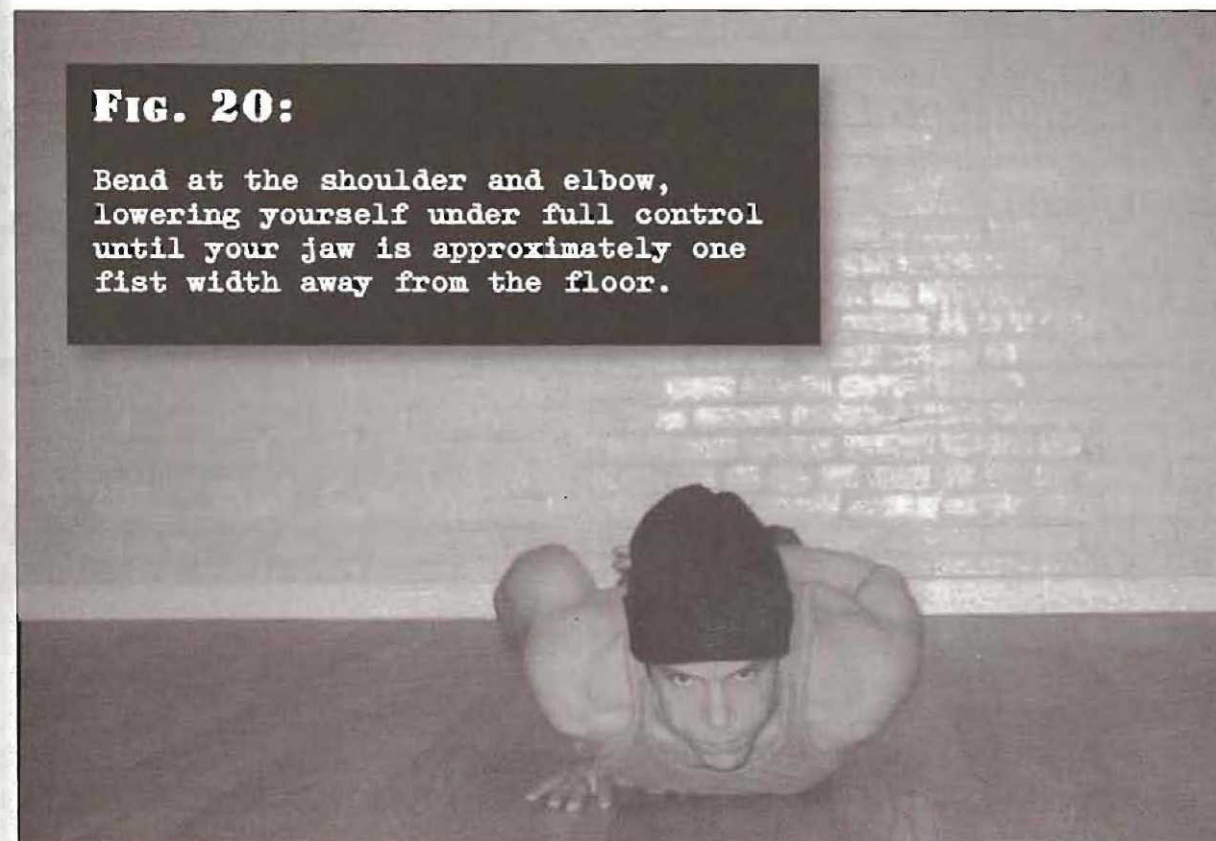 FIG. 20:
Bend at the shoulder and elbow,
lowering yourself under full control
until your jaw is approximately one
fist width away from the floor.